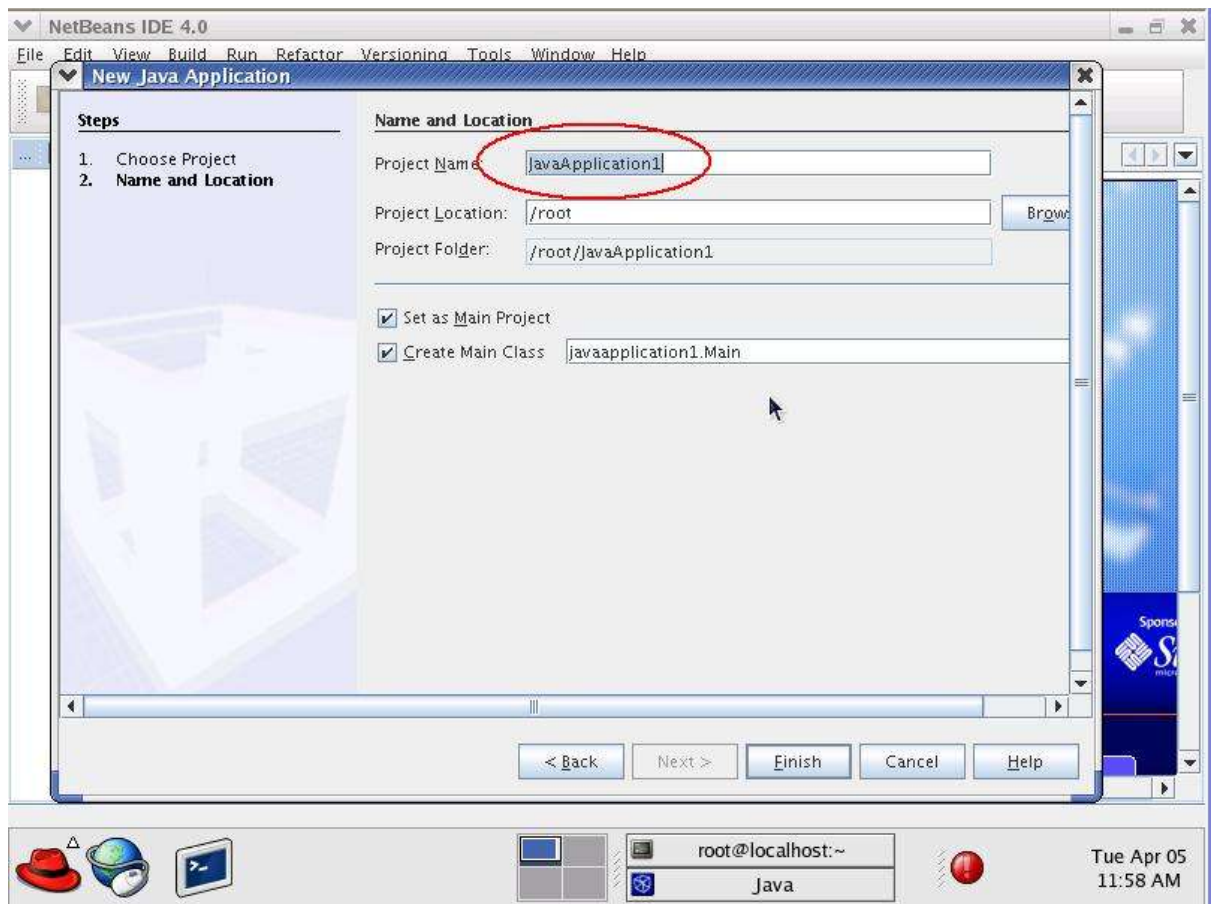 NetBeans IDE 4.0
File Edit View Build Run Refactor Versioning Tools Window Help
New Java Application
Steps
1. Choose Project
2. Name and Location
Name and Location
Project Name:
JavaApplication1
Project Location: /root
Project Folder: /root/JavaApplication1
Set as Main Project
Create Main Class javaapplication1.Main
< Back Next > Finish Cancel Help
root@localhost:~
Java
Tue Apr 05
11:58 AM